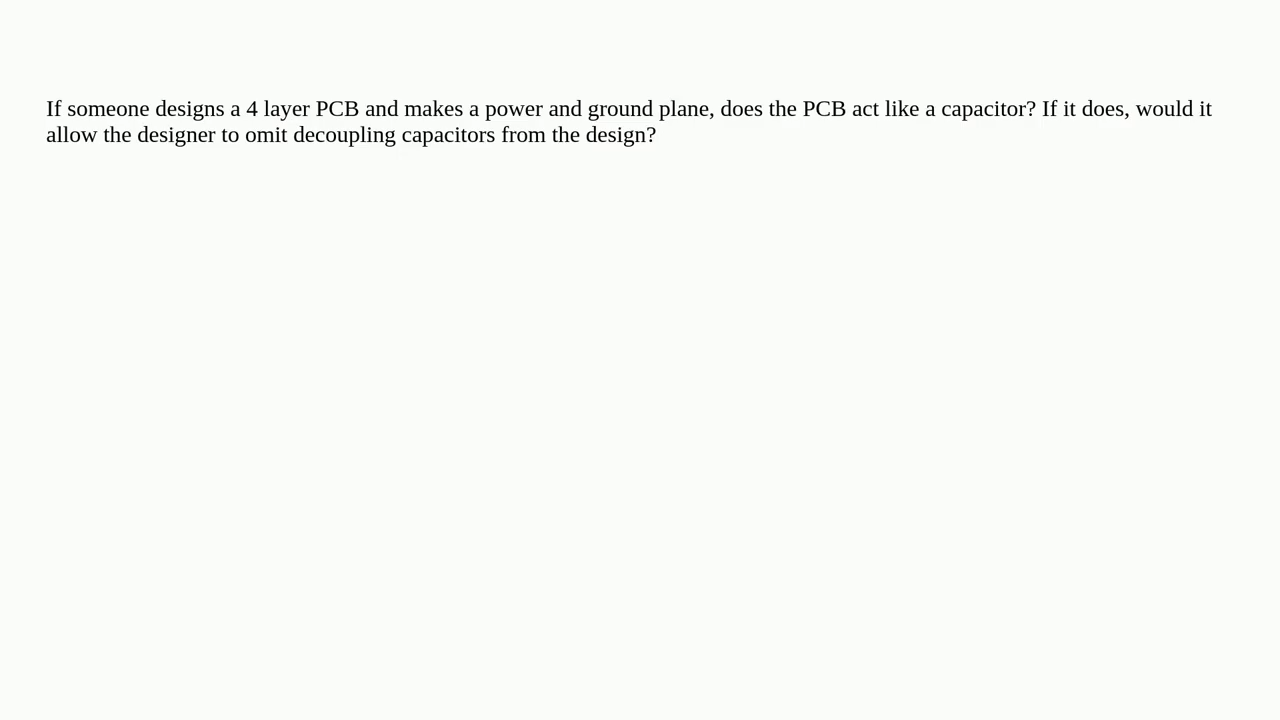 If someone designs a 4 layer PCB and makes a power and ground plane, does the PCB act like a capacitor? If it does, would it
allow the designer to omit decoupling capacitors from the design?